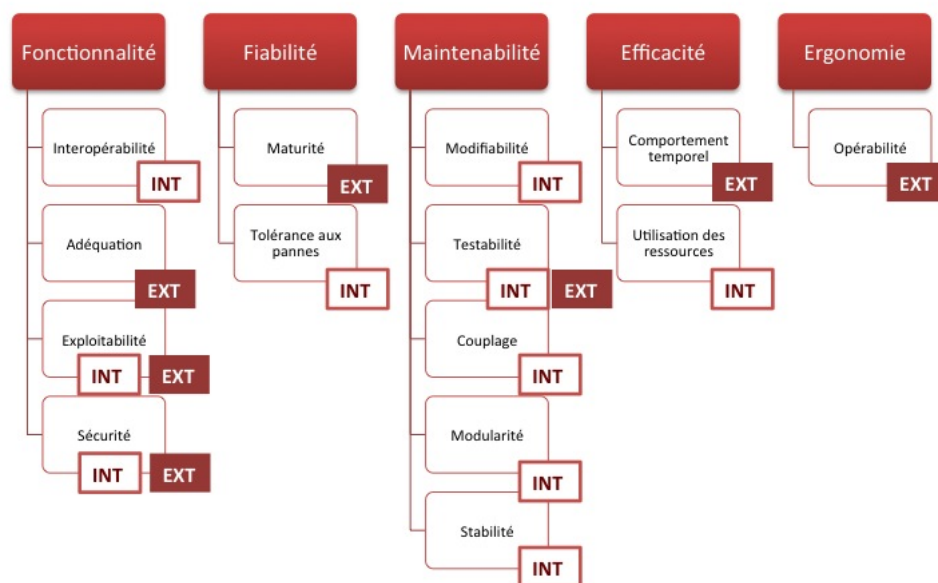 Fonctionnalité
Interopérabilité
INT
Adéquation
EXT
Exploitabilité
INT
EXT
Sécurité
INT
EXT
Fiabilité
Maturité
EXT
Tolérance aux
pannes
INT
Maintenabilité
Modifiabilité
INT
Testabilité
INT
EXT
Couplage
INT
Modularité
INT
Stabilité
INT
Efficacité
Comportement
temporel
EXT
Utilisation des
ressources
INT
Ergonomie
Opérabilité
EXT